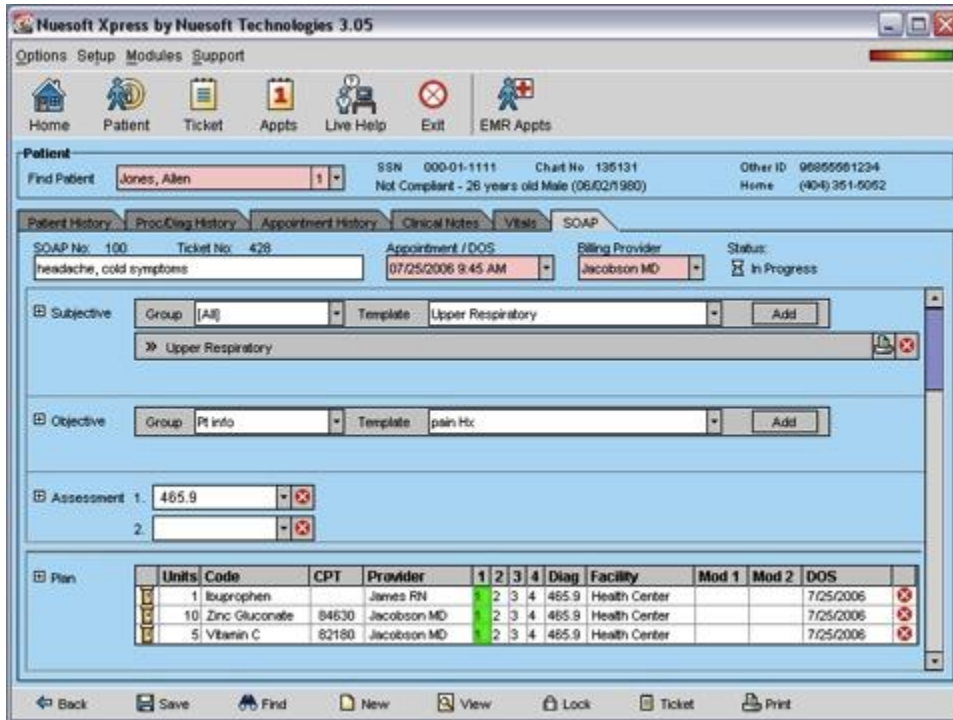 Nuesoft Xpress by Nuesoft Technologies 3.05
Options Setup Modules Support
Home Patient Ticket Appts Live Help Exit EMR Appts
Patient
Find Patient Jones, Allen 1 SSN 000-01-1111 Chart No 135131 Other ID 96855561234
Not Compliant - 26 years old Male (06/02/1980) Home (404) 351-5052
Patient History Proc/Diag History Appointment History Clinical Notes Vitals SOAP
SOAP No: 100 Ticket No: 428 Appointment / DOS Billing Provider Status:
headache, cold symptoms 07/25/2006 9:45 AM Jacobson MD In Progress
Subjective Group [All] Template Upper Respiratory Add
» Upper Respiratory
Objective Group Pt info Template pain Hx Add
Assessment 1. 465.9
2.
Plan Units Code CPT Provider 1 2 3 4 Diag Facility Mod 1 Mod 2 DOS
1 Ibuprophen James RN 1 2 3 4 465.9 Health Center 7/25/2006
10 Zinc Gluconate 84630 Jacobson MD 1 2 3 4 465.9 Health Center 7/25/2006
5 Vitamin C 82180 Jacobson MD 1 2 3 4 465.9 Health Center 7/25/2006
Back Save Find New View Lock Ticket Print